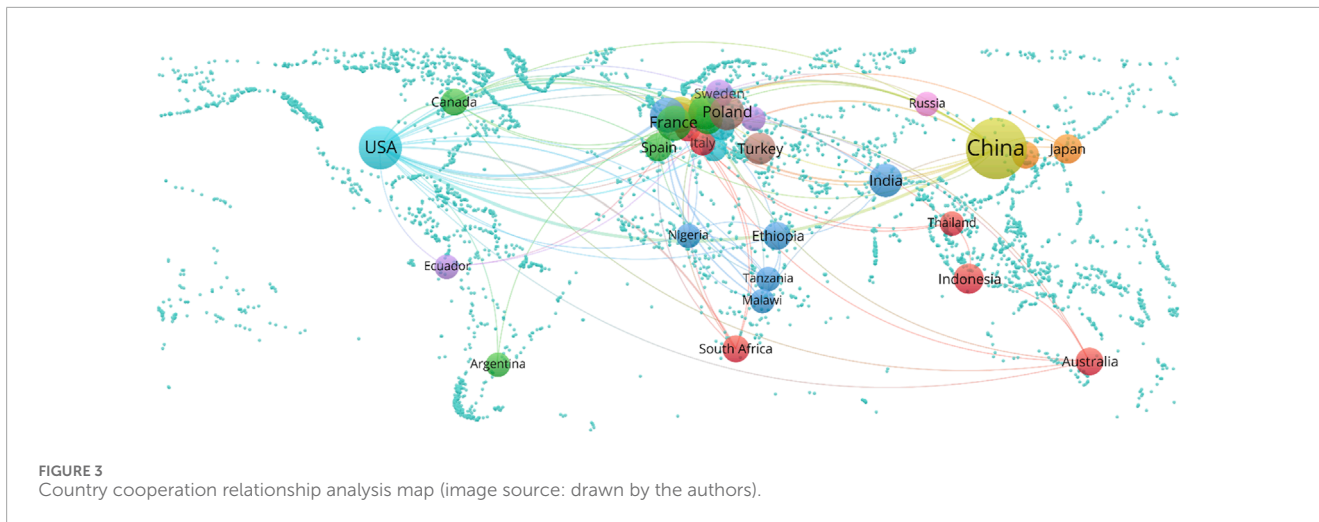 Sweden
Canada
Russia
France
Poland
USA
Spain
Italy
Turkey
China
Japan
India
Thailand
Nigeria
Ethiopia
Ecuador
Tanzania
Indonesia
Malawi
South Africa
Argentina
Australia
FIGURE 3
Country cooperation relationship analysis map (image source: drawn by the authors).